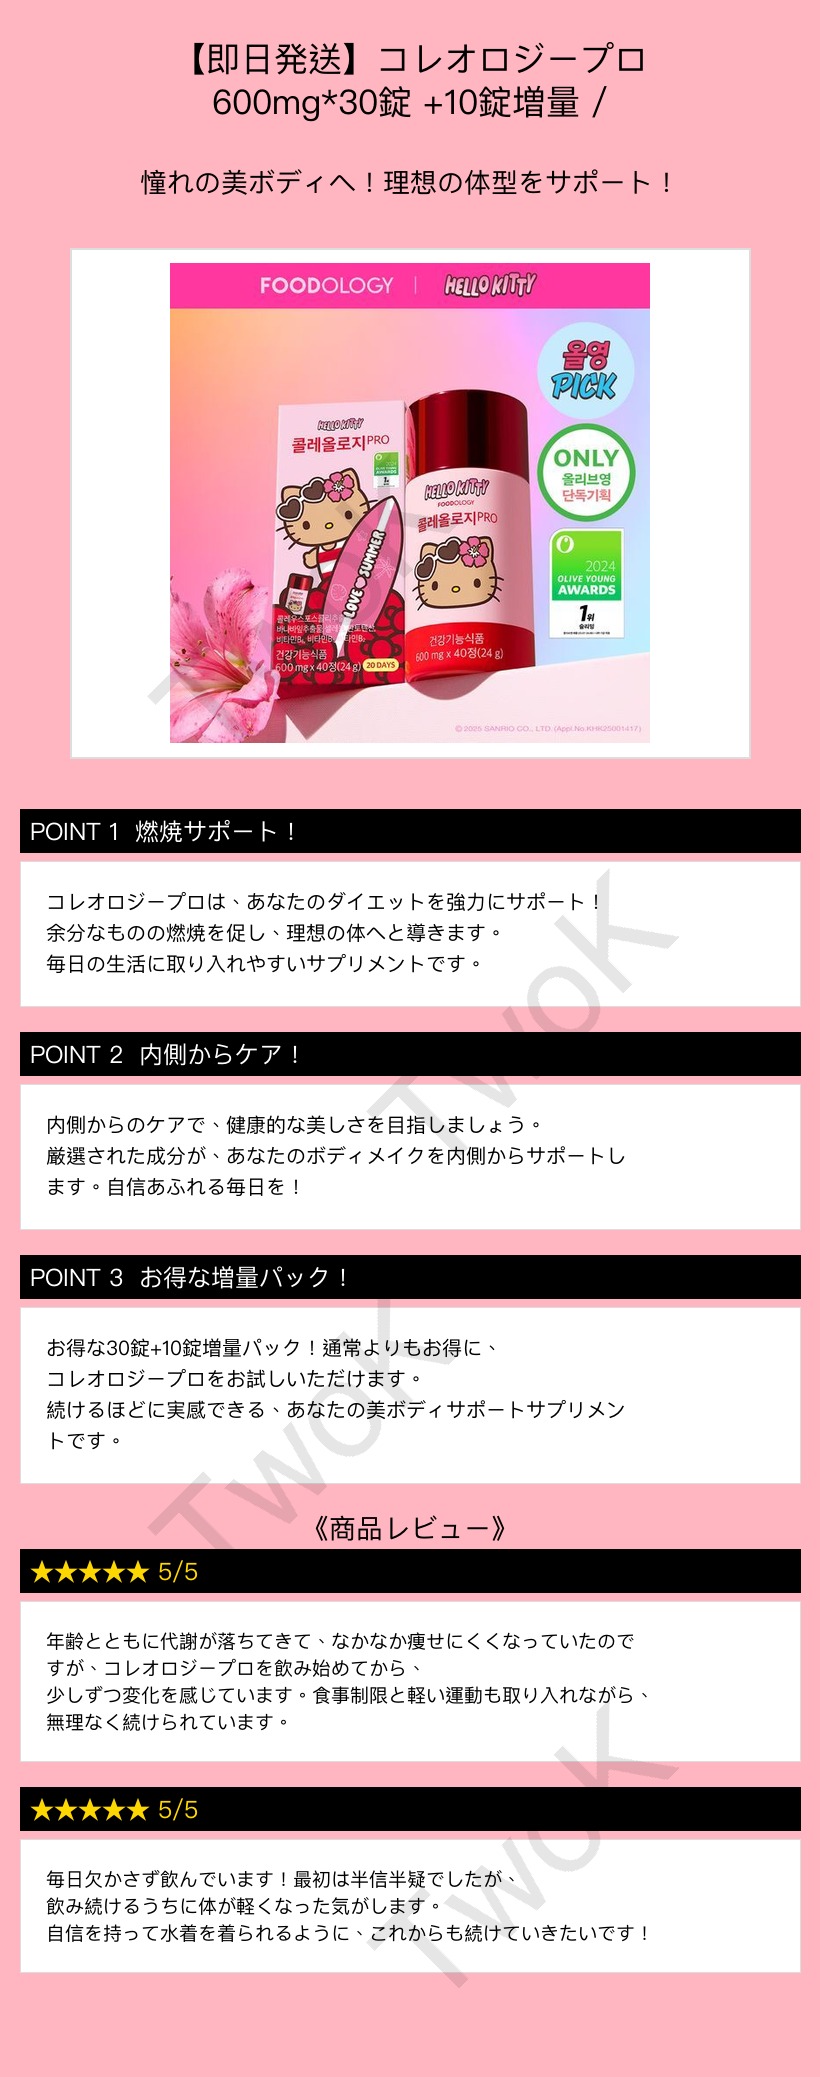 【即日発送】コレオロジープロ
600mg*30錠 +10錠増量 /
憧れの美ボディへ！理想の体型をサポート！
FOODOLOGY | HELLO KITTY
올영
PICK
HELLO KITTY
콜레올로지PRO
OLIVE YOUNG
AWARDS
LOVE SUMMER
건강기능식품
600 mg x 40정(24 g) 20 DAYS
HELLO KITTY
FOODOLOGY
콜레올로지PRO
건강기능식품
600 mg x 40정(24 g)
ONLY
올리브영
단독기획
2024
OLIVE YOUNG
AWARDS
1위
슬리밍
© 2025 SANRIO CO., LTD. (Appl.No.KHK25001417)
POINT 1 燃焼サポート！
コレオロジープロは、あなたのダイエットを強力にサポート！
余分なものの燃焼を促し、理想の体へと導きます。
毎日の生活に取り入れやすいサプリメントです。
POINT 2 内側からケア！
内側からのケアで、健康的な美しさを目指しましょう。
厳選された成分が、あなたのボディメイクを内側からサポートし
ます。自信あふれる毎日を！
POINT 3 お得な増量パック！
お得な30錠+10錠増量パック！通常よりもお得に、
コレオロジープロをお試しいただけます。
続けるほどに実感できる、あなたの美ボディサポートサプリメン
トです。
《商品レビュー》
★★★★★ 5/5
年齢とともに代謝が落ちてきて、なかなか痩せにくくなっていたので
すが、コレオロジープロを飲み始めてから、
少しずつ変化を感じています。食事制限と軽い運動も取り入れながら、
無理なく続けられています。
★★★★★ 5/5
毎日欠かさず飲んでいます！最初は半信半疑でしたが、
飲み続けるうちに体が軽くなった気がします。
自信を持って水着を着られるように、これからも続けていきたいです！
TwoK
TwoK
TwoK
TwoK